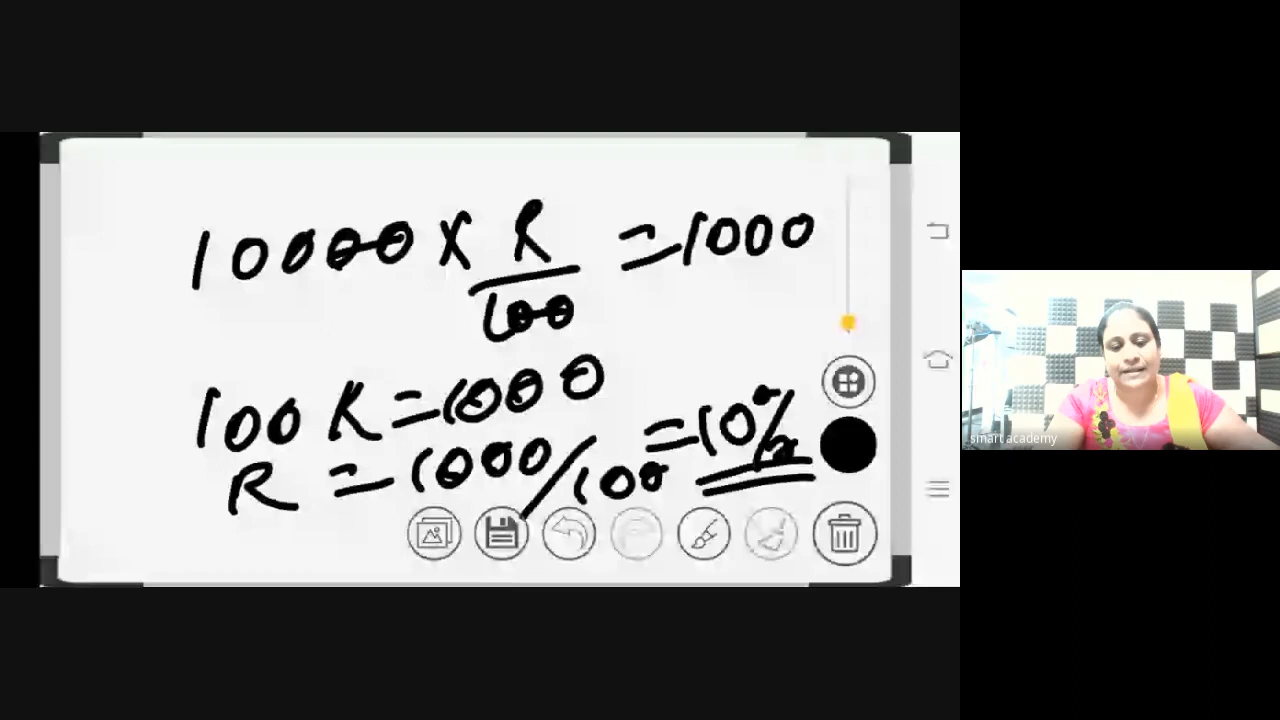 10000 X R/100 = 1000
100 R = 1000
R = 1000/100 = 10%
smart academy